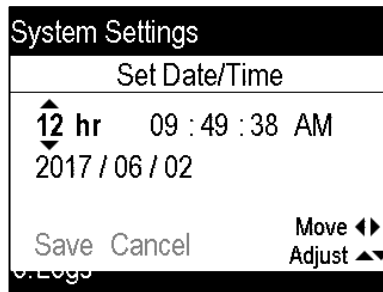 System Settings
Set Date/Time
12 hr 09 : 49 : 38 AM
2017 / 06 / 02
Save Cancel
Move
Adjust